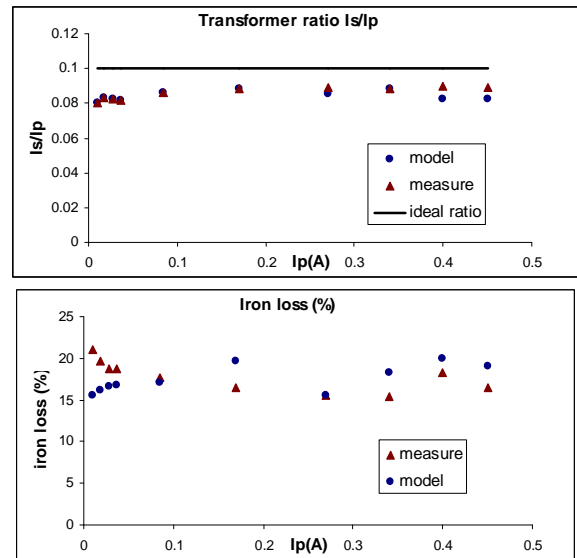 Transformer ratio Is/Ip
0.12
0.1
0.08
0.06
0.04
0.02
0
Is/Ip
model
measure
ideal ratio
0 0.1 0.2 0.3 0.4 0.5
Ip(A)
Iron loss (%)
25
20
15
10
5
0
iron loss (%)
measure
model
0 0.1 0.2 0.3 0.4 0.5
Ip(A)